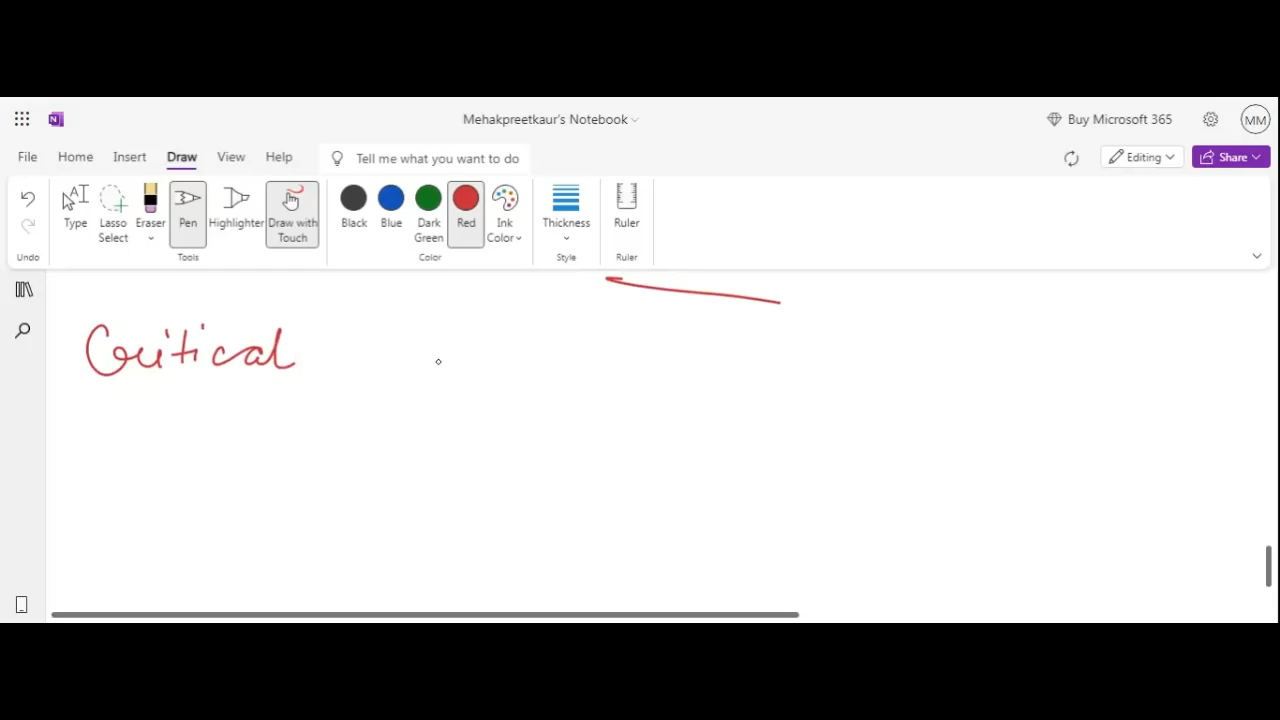 Mehakpreetkaur's Notebook
Buy Microsoft 365
MM
File Home Insert Draw View Help Tell me what you want to do
Editing
Share
Type Lasso Select Eraser Pen Highlighter Draw with Touch
Black Blue Dark Green Red Ink Color
Thickness
Ruler
Undo Tools Color Style Ruler
Critical